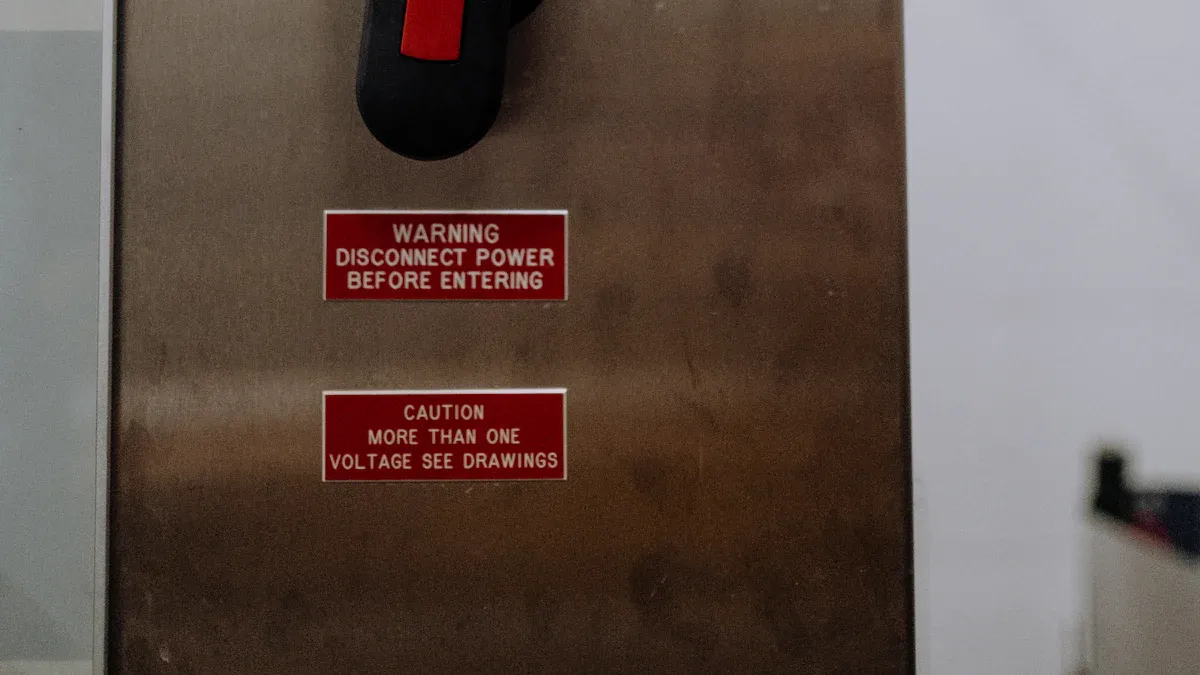 WARNING
DISCONNECT POWER
BEFORE ENTERING
CAUTION
MORE THAN ONE
VOLTAGE SEE DRAWINGS